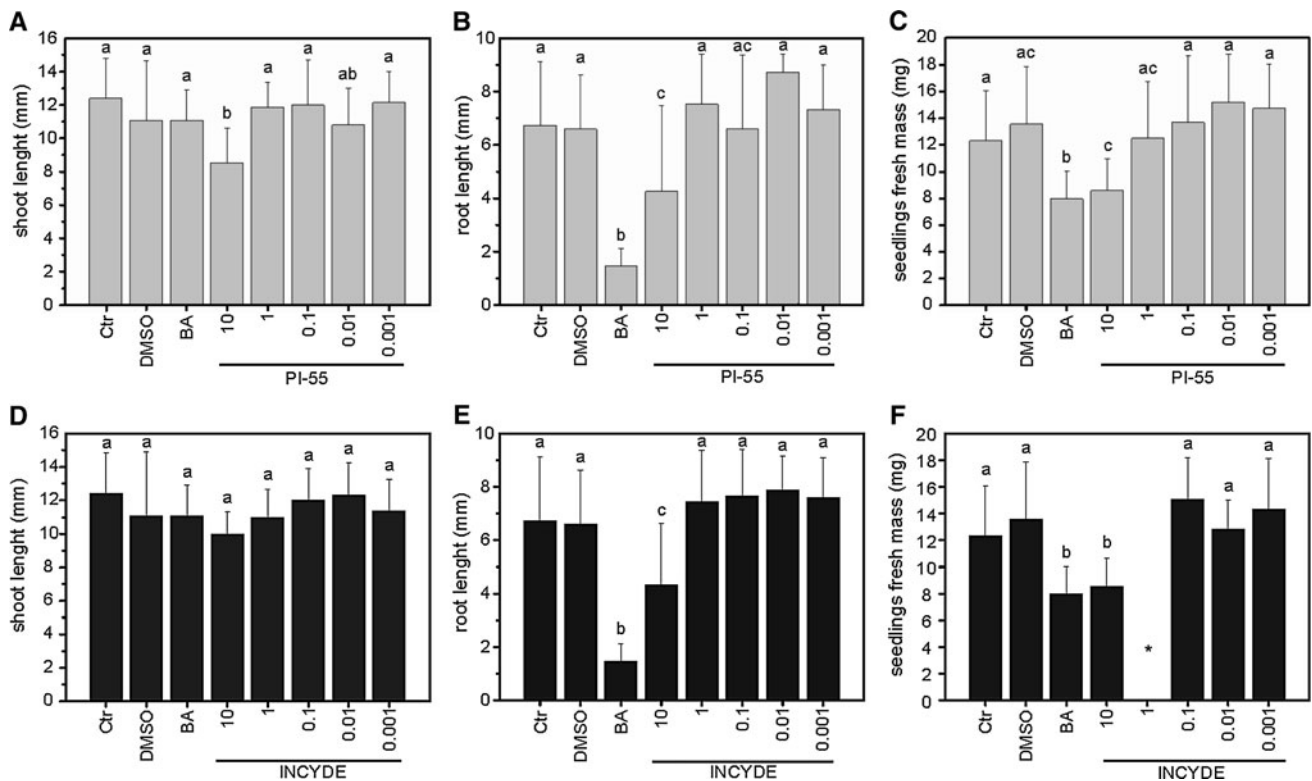 A
shoot lenght (mm)
16
14
12
10
8
6
4
2
0
a
a
a
b
a
a
ab
a
Ctr
DMSO
BA
10
1
0.1
0.01
0.001
PI-55
B
root lenght (mm)
10
8
6
4
2
0
a
a
b
c
a
ac
a
a
Ctr
DMSO
BA
10
1
0.1
0.01
0.001
PI-55
C
seedlings fresh mass (mg)
20
18
16
14
12
10
8
6
4
2
0
a
ac
b
c
ac
a
a
a
Ctr
DMSO
BA
10
1
0.1
0.01
0.001
PI-55
D
shoot lenght (mm)
16
14
12
10
8
6
4
2
0
a
a
a
a
a
a
a
a
Ctr
DMSO
BA
10
1
0.1
0.01
0.001
INCYDE
E
root lenght (mm)
10
8
6
4
2
0
a
a
b
c
a
a
a
a
Ctr
DMSO
BA
10
1
0.1
0.01
0.001
INCYDE
F
seedlings fresh mass (mg)
20
18
16
14
12
10
8
6
4
2
0
a
a
b
b
*
a
a
a
Ctr
DMSO
BA
10
1
0.1
0.01
0.001
INCYDE